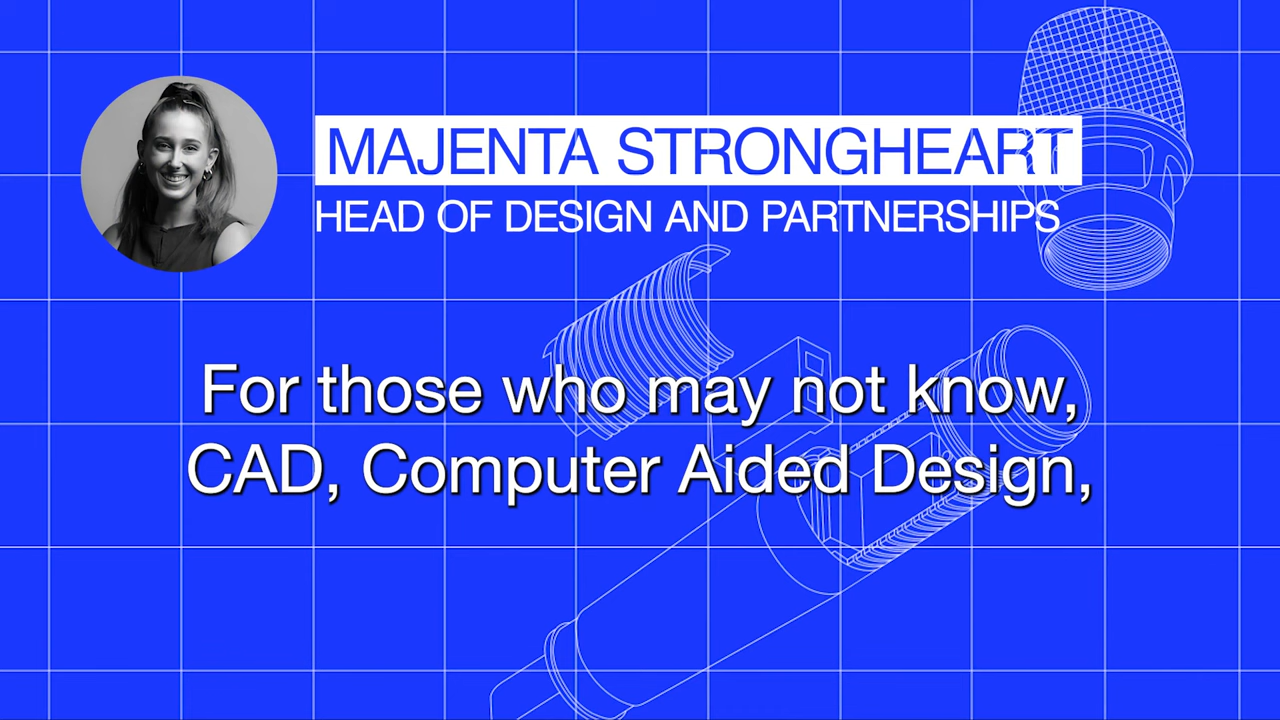 MAJENTA STRONGHEART
HEAD OF DESIGN AND PARTNERSHIPS
For those who may not know,
CAD, Computer Aided Design,